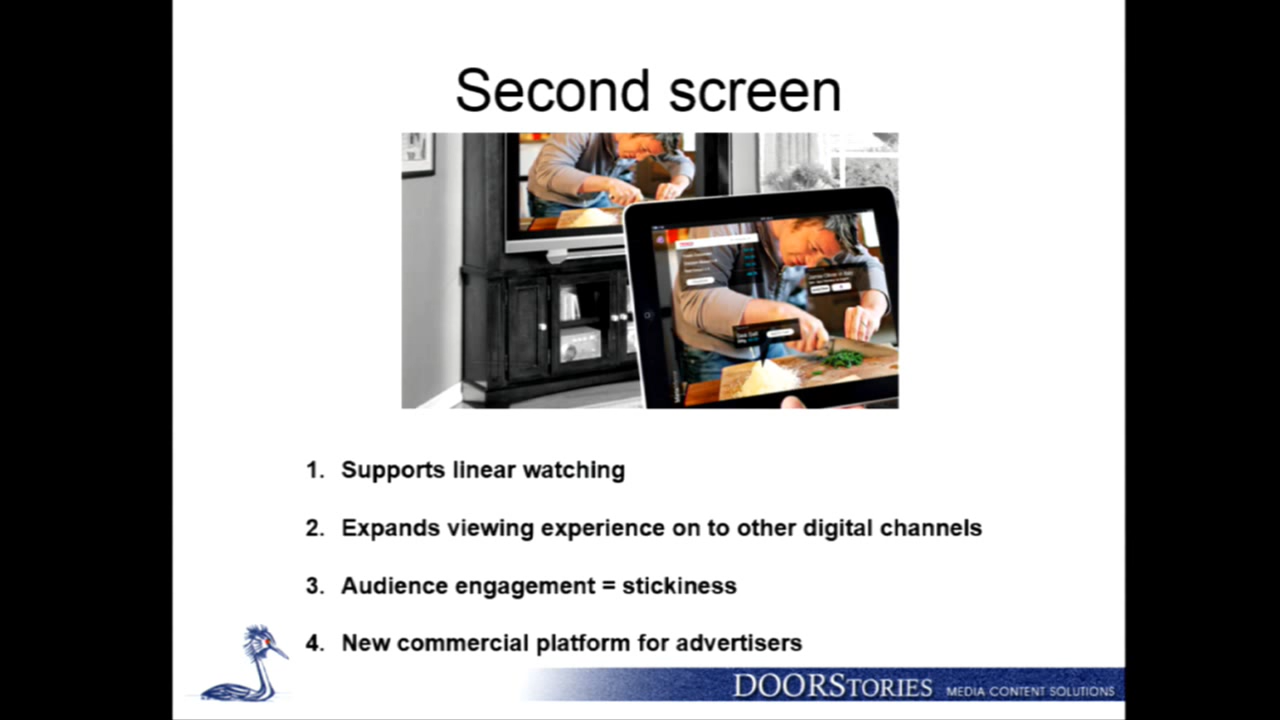 Second screen
1. Supports linear watching
2. Expands viewing experience on to other digital channels
3. Audience engagement = stickiness
4. New commercial platform for advertisers
DOORSTORIES MEDIA CONTENT SOLUTIONS